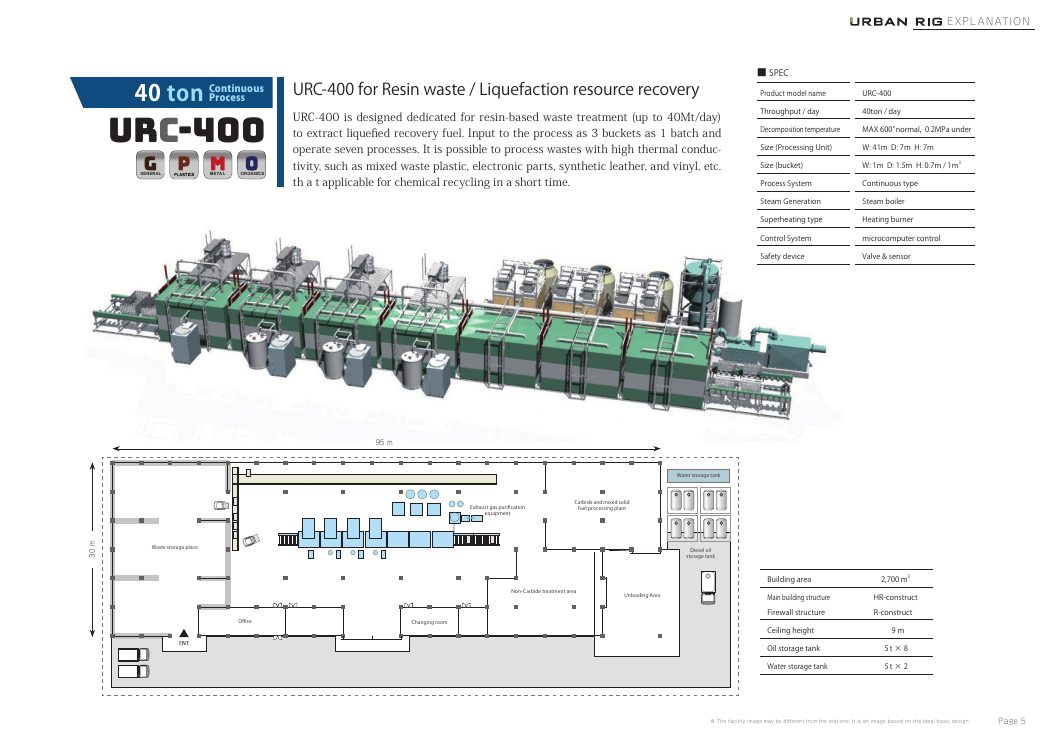 URBAN RIG EXPLANATION
40 ton Continuous Process
URC-400
G GENERAL P PLASTICS M METAL O ORGANICS
URC-400 for Resin waste / Liquefaction resource recovery
URC-400 is designed dedicated for resin-based waste treatment (up to 40Mt/day)
to extract liquefied recovery fuel. Input to the process as 3 buckets as 1 batch and
operate seven processes. It is possible to process wastes with high thermal conduc-
tivity, such as mixed waste plastic, electronic parts, synthetic leather, and vinyl, etc.
th a t applicable for chemical recycling in a short time.
■ SPEC
Product model name URC-400
Throughput / day 40ton / day
Decomposition temperature MAX 600°normal, 0.2MPa under
Size (Processing Unit) W: 41m D: 7m H: 7m
Size (bucket) W: 1m D: 1.5m H: 0.7m / 1m³
Process System Continuous type
Steam Generation Steam boiler
Superheating type Heating burner
Control System microcomputer control
Safety device Valve & sensor
95 m
30 m
Water storage tank
Carbide and mixed solid
fuel processing plant
Exhaust gas purification
equipment
Waste storage place
Diesel oil
storage tank
Non-Carbide treatment area
Unloading Area
Office
Changing room
ENT
Building area 2,700 m²
Main building structure HR-construct
Firewall structure R-construct
Ceiling height 9 m
Oil storage tank 5 t × 8
Water storage tank 5 t × 2
※ The facility image may be different from the real one. It is an image based on the ideal basic design.
Page 5